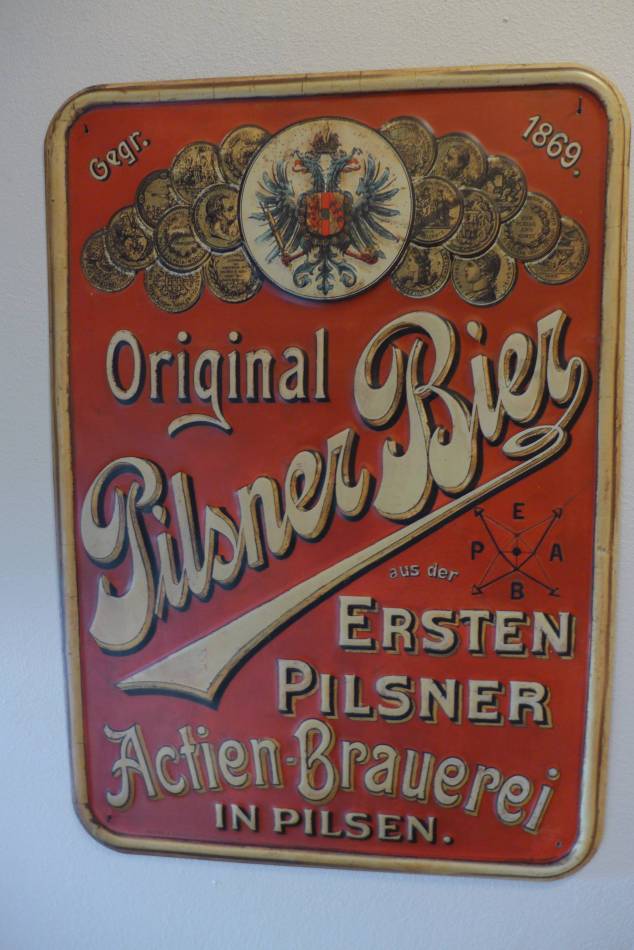 Gegr. 1869.
Original
Pilsner Bier
E
P A
B
aus der
ERSTEN
PILSNER
Actien-Brauerei
IN PILSEN.